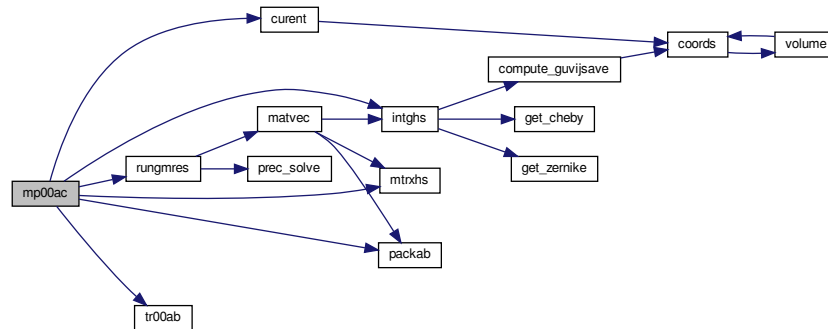 curent
coords
volume
compute_guvijsave
matvec
intghs
get_cheby
rungmres
prec_solve
get_zernike
mtrxhs
mp00ac
packab
tr00ab